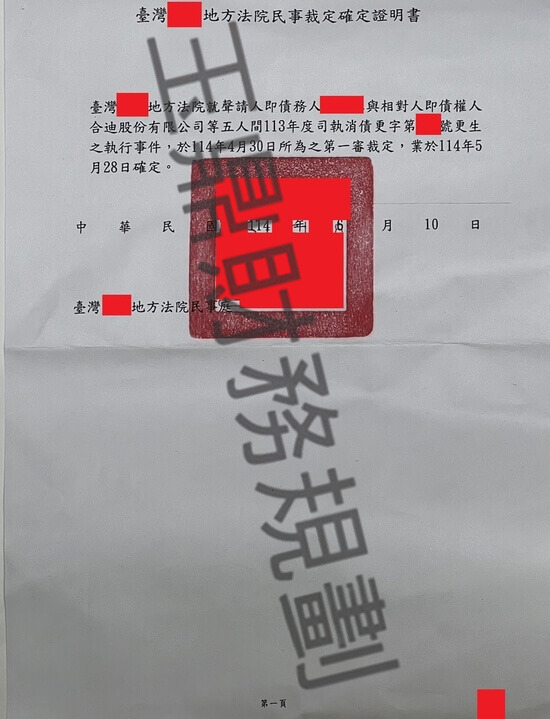 臺灣 地方法院民事裁定確定證明書
臺灣 地方法院就聲請人即債務人 與相對人即債權人
合迪股份有限公司等五人間113年度司執消債更字第 號更生
之執行事件，於114年4月30日所為之第一審裁定，業於114年5
月28日確定。
中 華 民 國 114 年 6 月 10 日
臺灣 地方法院民事庭
玉鼎財務規劃
第一頁